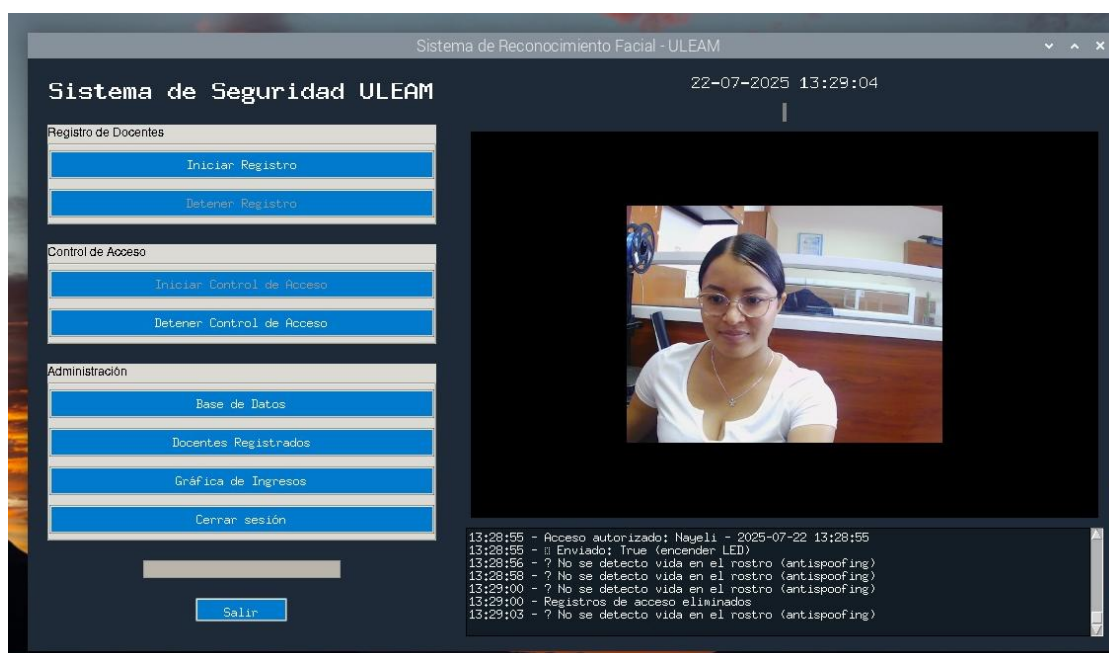 Sistema de Reconocimiento Facial - ULEAM
Sistema de Seguridad ULEAM
Registro de Docentes
Iniciar Registro
Detener Registro
Control de Acceso
Iniciar Control de Acceso
Detener Control de Acceso
Administración
Base de Datos
Docentes Registrados
Gráfica de Ingresos
Cerrar sesión
Salir
22-07-2025 13:29:04
13:28:55 - Acceso autorizado: Nayeli - 2025-07-22 13:28:55
13:28:55 - ▯ Enviado: True (encender LED)
13:28:56 - ? No se detecto vida en el rostro (antispoofing)
13:28:58 - ? No se detecto vida en el rostro (antispoofing)
13:29:00 - ? No se detecto vida en el rostro (antispoofing)
13:29:00 - Registros de acceso eliminados
13:29:03 - ? No se detecto vida en el rostro (antispoofing)